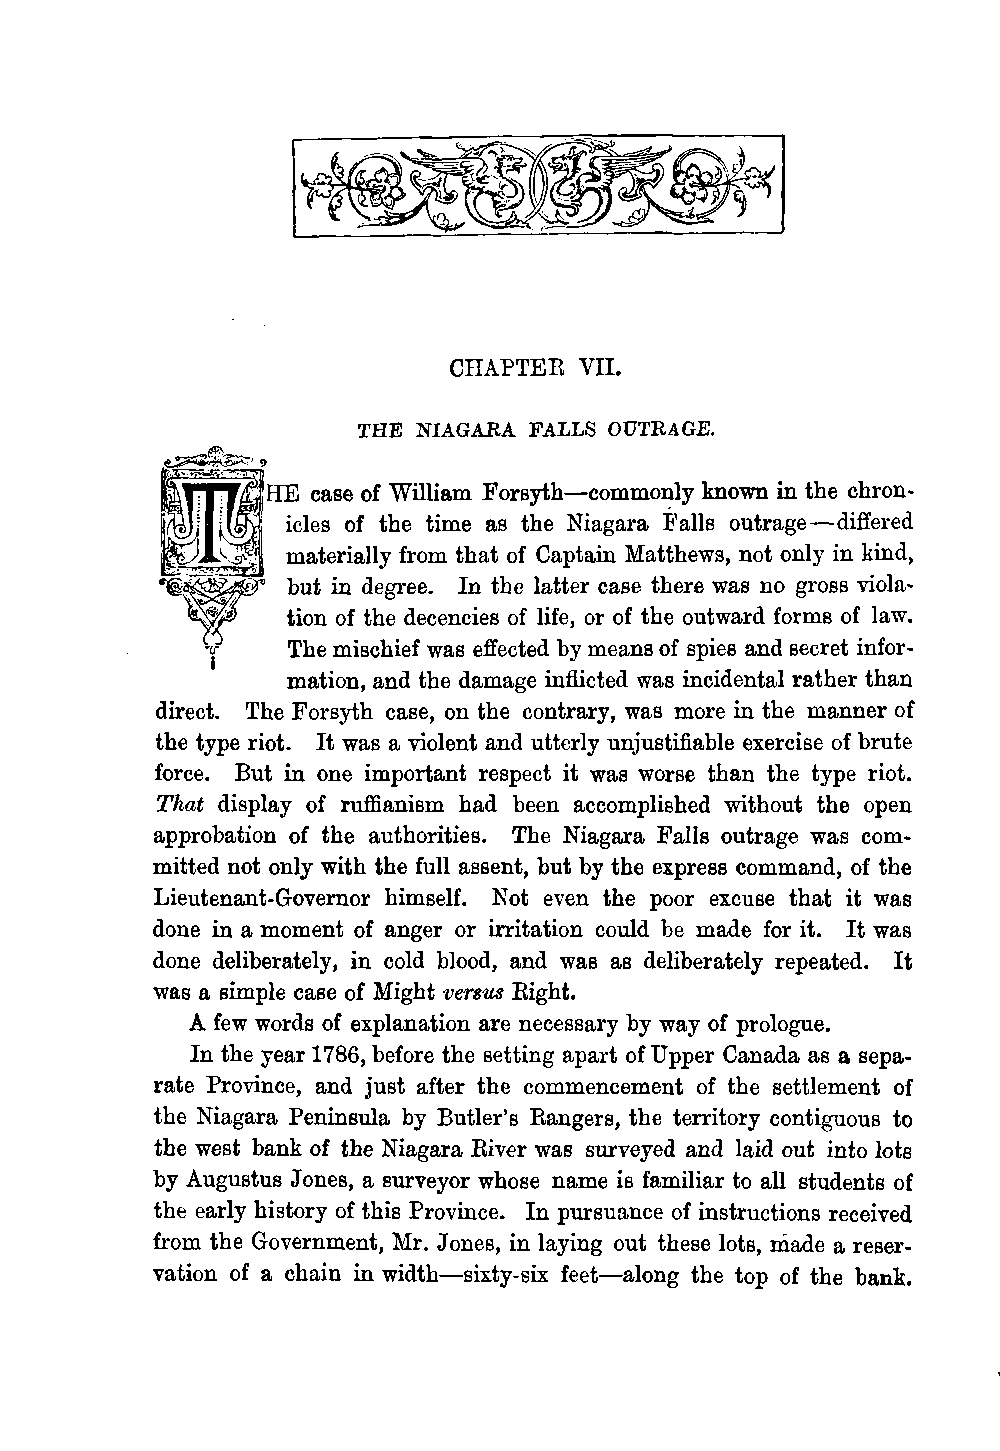 CHAPTER VII.
THE NIAGARA FALLS OUTRAGE.
THE case of William Forsyth—commonly known in the chron-
icles of the time as the Niagara Falls outrage—differed
materially from that of Captain Matthews, not only in kind,
but in degree. In the latter case there was no gross viola-
tion of the decencies of life, or of the outward forms of law.
The mischief was effected by means of spies and secret infor-
mation, and the damage inflicted was incidental rather than
direct. The Forsyth case, on the contrary, was more in the manner of
the type riot. It was a violent and utterly unjustifiable exercise of brute
force. But in one important respect it was worse than the type riot.
That display of ruffianism had been accomplished without the open
approbation of the authorities. The Niagara Falls outrage was com-
mitted not only with the full assent, but by the express command, of the
Lieutenant-Governor himself. Not even the poor excuse that it was
done in a moment of anger or irritation could be made for it. It was
done deliberately, in cold blood, and was as deliberately repeated. It
was a simple case of Might versus Right.
A few words of explanation are necessary by way of prologue.
In the year 1786, before the setting apart of Upper Canada as a sepa-
rate Province, and just after the commencement of the settlement of
the Niagara Peninsula by Butler's Rangers, the territory contiguous to
the west bank of the Niagara River was surveyed and laid out into lots
by Augustus Jones, a surveyor whose name is familiar to all students of
the early history of this Province. In pursuance of instructions received
from the Government, Mr. Jones, in laying out these lots, made a reser-
vation of a chain in width—sixty-six feet—along the top of the bank.